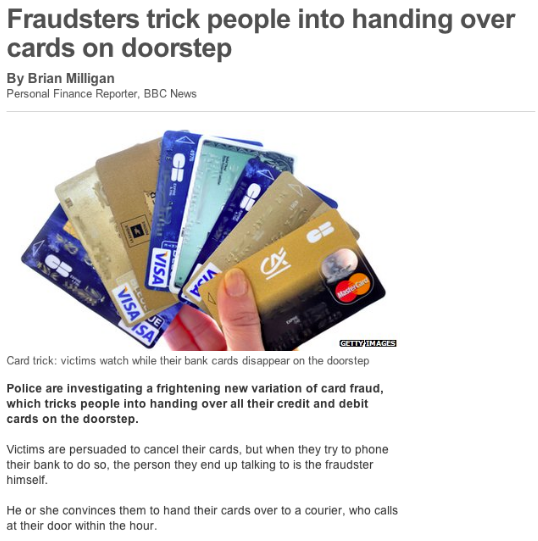 Fraudsters trick people into handing over
cards on doorstep
By Brian Milligan
Personal Finance Reporter, BBC News
VISA
VISA
VISA
CA
MasterCard
GETTY IMAGES
Card trick: victims watch while their bank cards disappear on the doorstep
Police are investigating a frightening new variation of card fraud,
which tricks people into handing over all their credit and debit
cards on the doorstep.
Victims are persuaded to cancel their cards, but when they try to phone
their bank to do so, the person they end up talking to is the fraudster
himself.
He or she convinces them to hand their cards over to a courier, who calls
at their door within the hour.